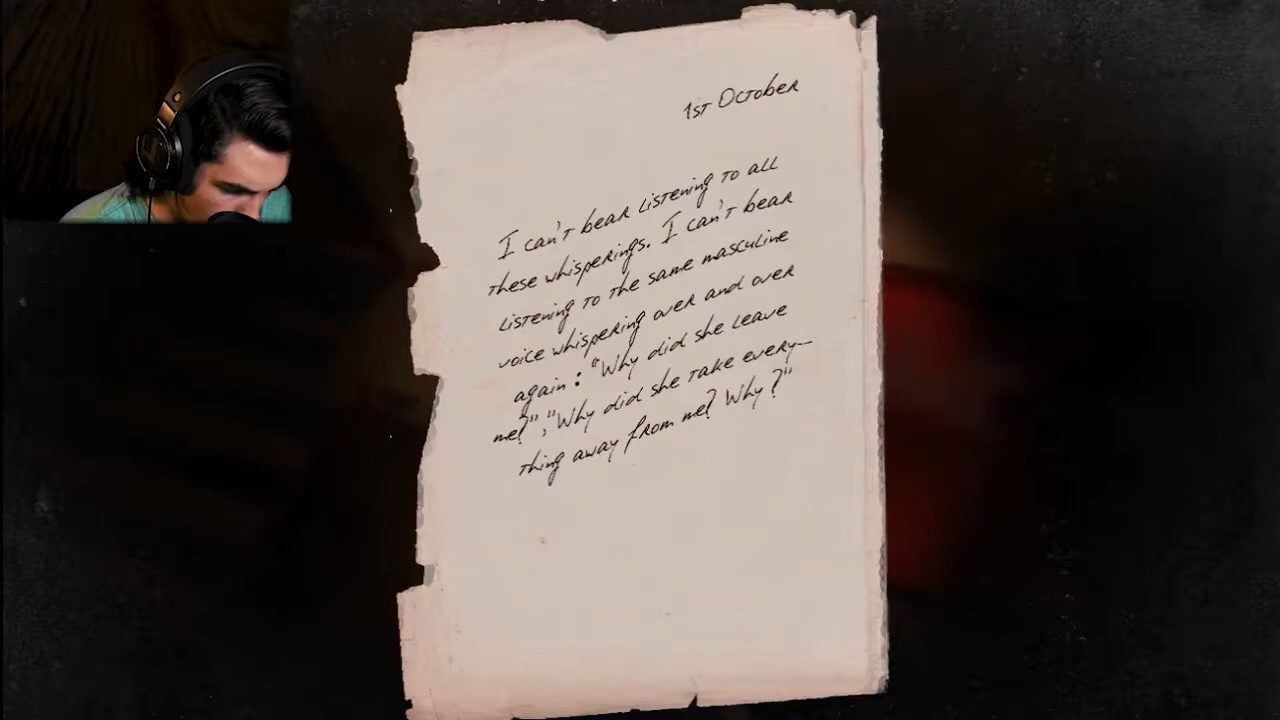 1st October
I can't bear listening to all
these whisperings. I can't bear
listening to the same masculine
voice whispering over and over
again: "Why did she leave
me?","Why did she take every-
thing away from me? Why?"